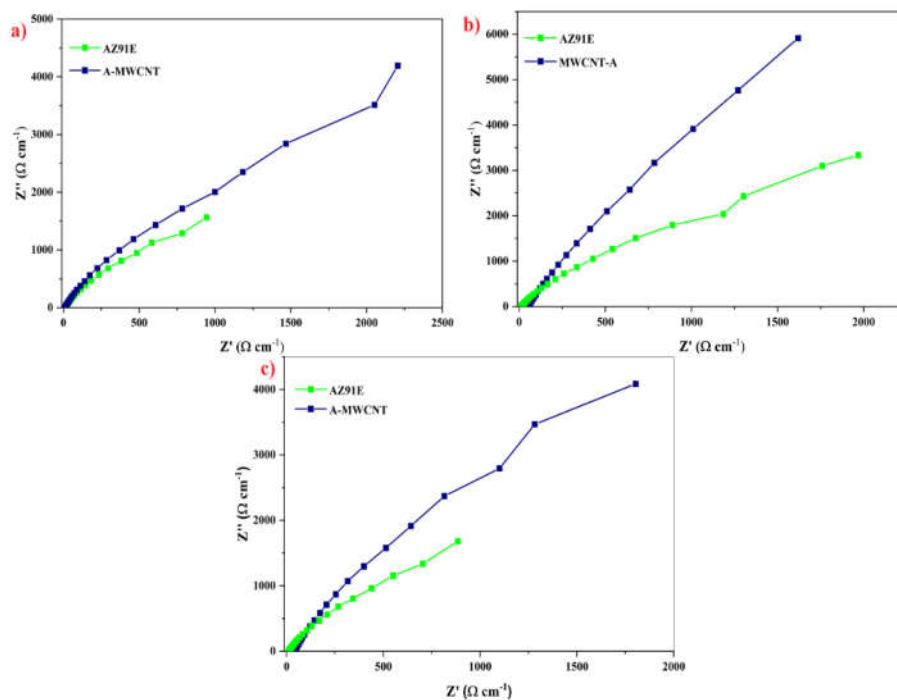 a)
AZ91E
A-MWCNT
5000
4000
3000
2000
1000
0
0 500 1000 1500 2000 2500
Z'' (Ω cm⁻¹)
Z' (Ω cm⁻¹)
b)
AZ91E
MWCNT-A
6000
5000
4000
3000
2000
1000
0
0 500 1000 1500 2000
Z'' (Ω cm⁻¹)
Z' (Ω cm⁻¹)
c)
AZ91E
A-MWCNT
4000
3000
2000
1000
0
0 500 1000 1500 2000
Z'' (Ω cm⁻¹)
Z' (Ω cm⁻¹)